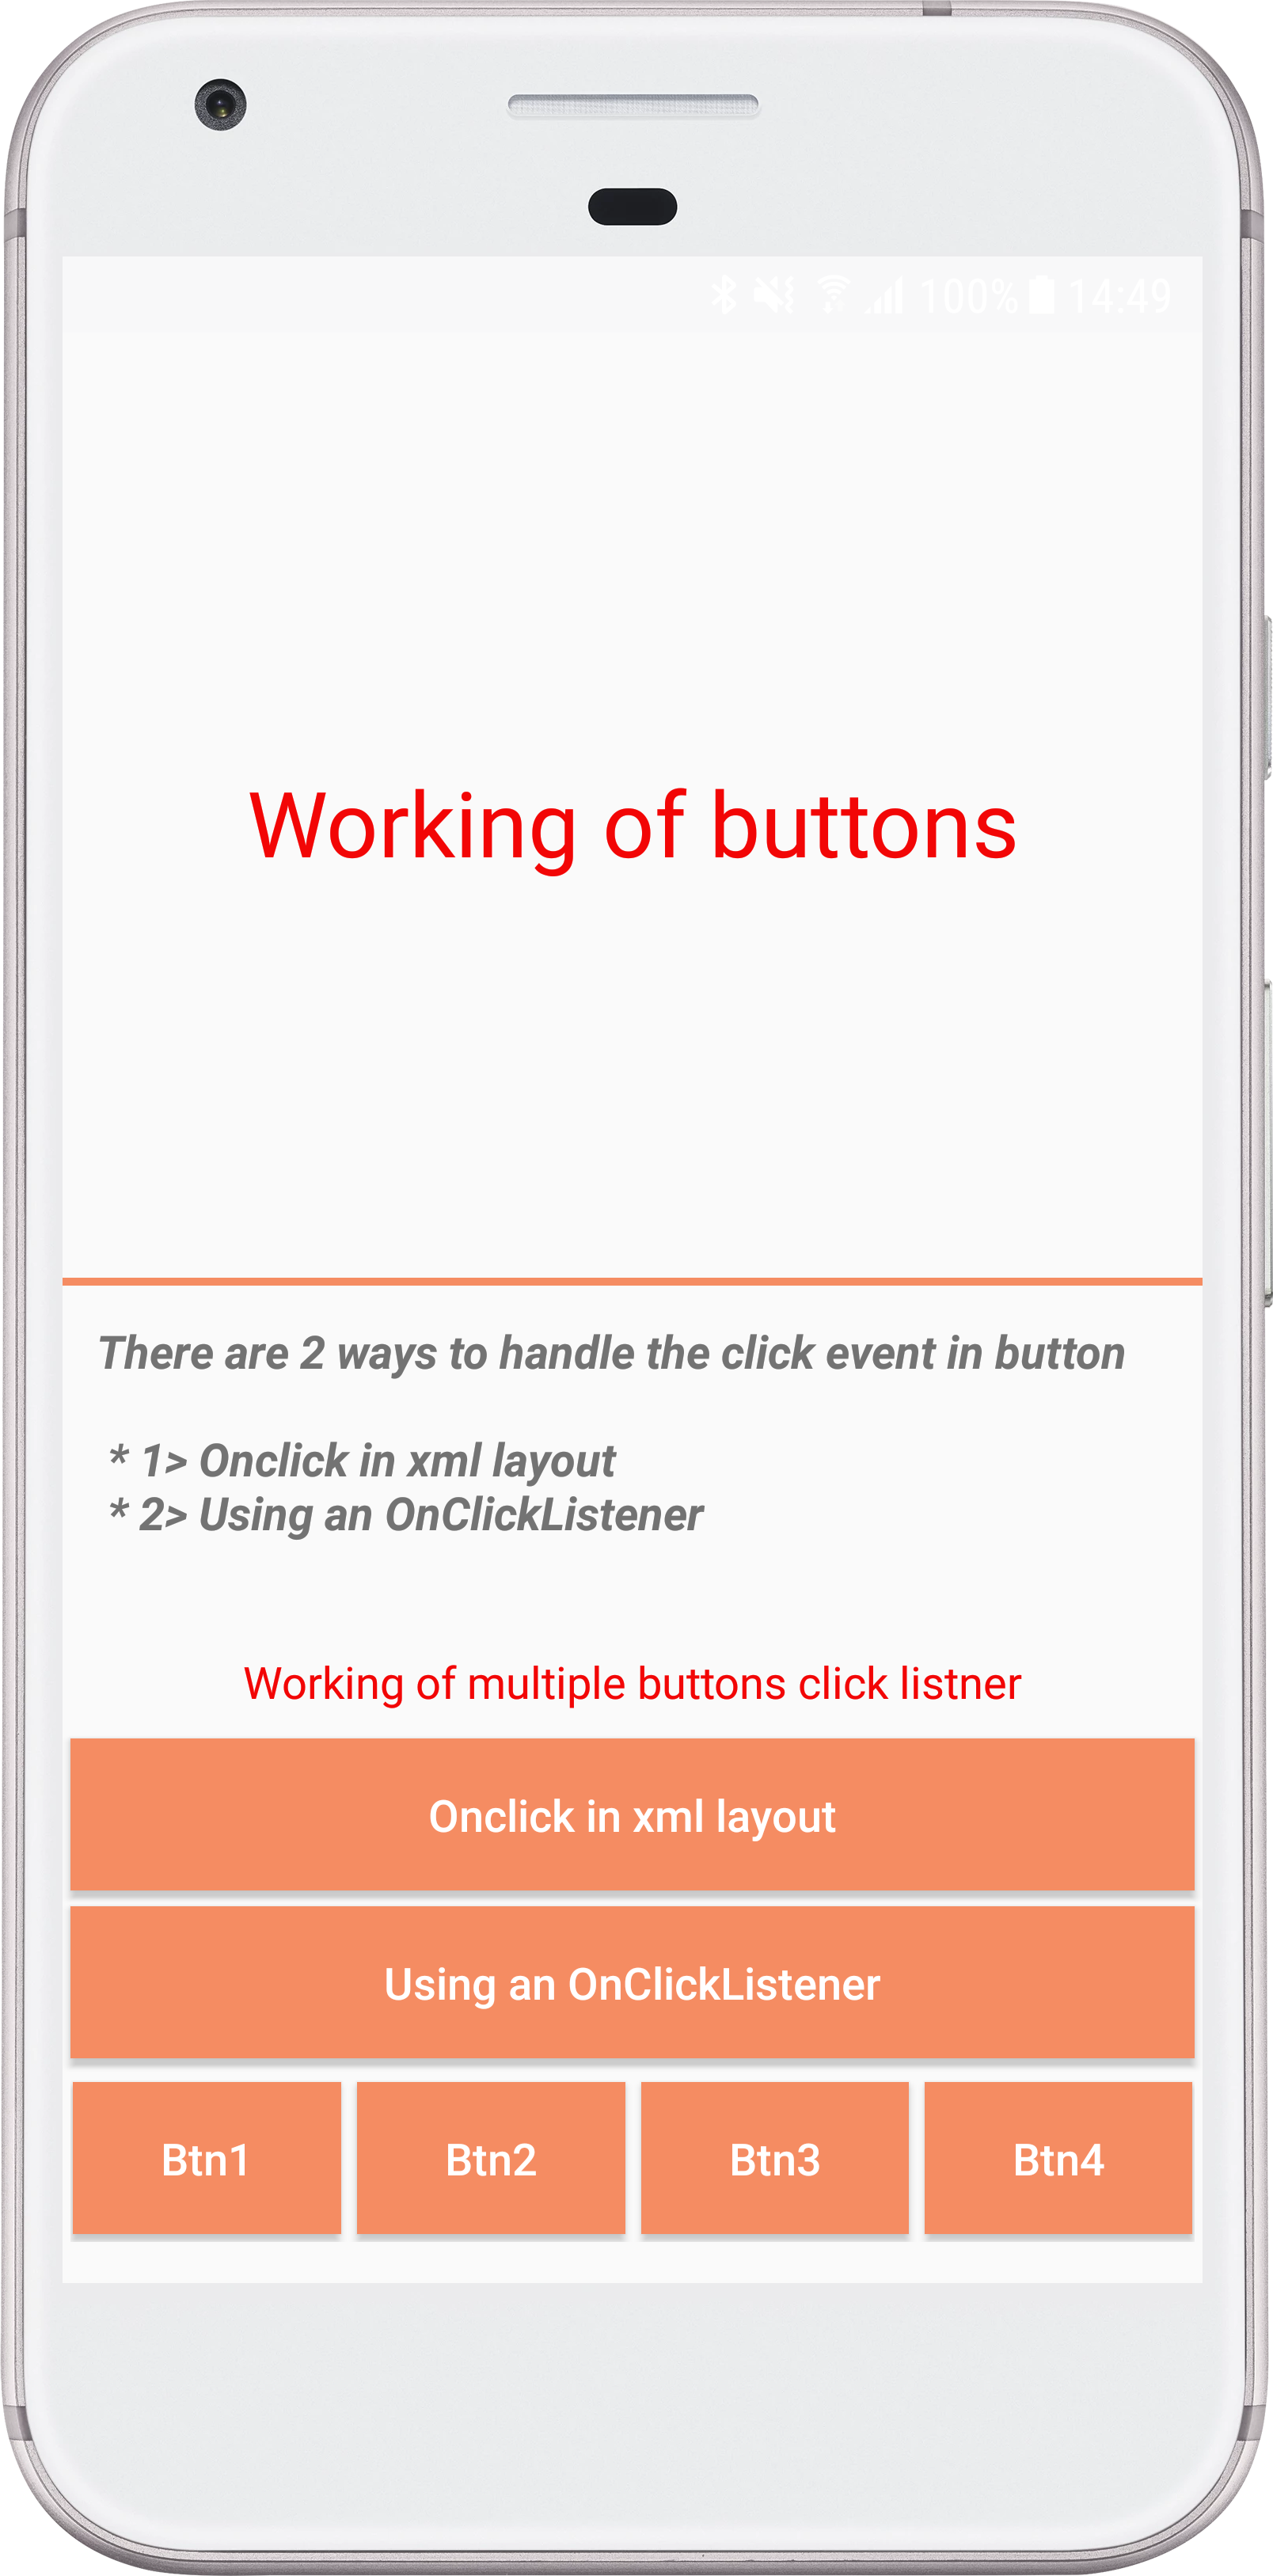 100% 14:49
Working of buttons
There are 2 ways to handle the click event in button
* 1> Onclick in xml layout
* 2> Using an OnClickListener
Working of multiple buttons click listner
Onclick in xml layout
Using an OnClickListener
Btn1 Btn2 Btn3 Btn4